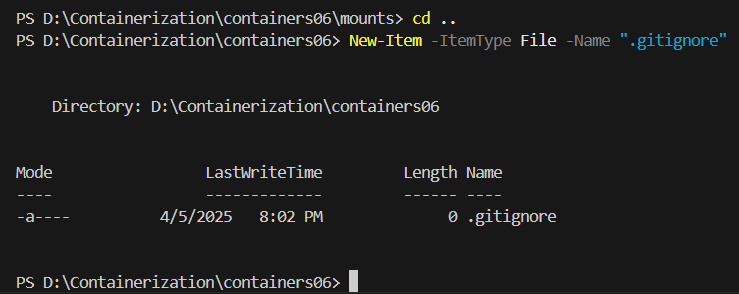 PS D:\Containerization\containers06\mounts> cd ..
PS D:\Containerization\containers06> New-Item -ItemType File -Name ".gitignore"
Directory: D:\Containerization\containers06
Mode LastWriteTime Length Name
---- ------------- ------ ----
-a---- 4/5/2025 8:02 PM 0 .gitignore
PS D:\Containerization\containers06>